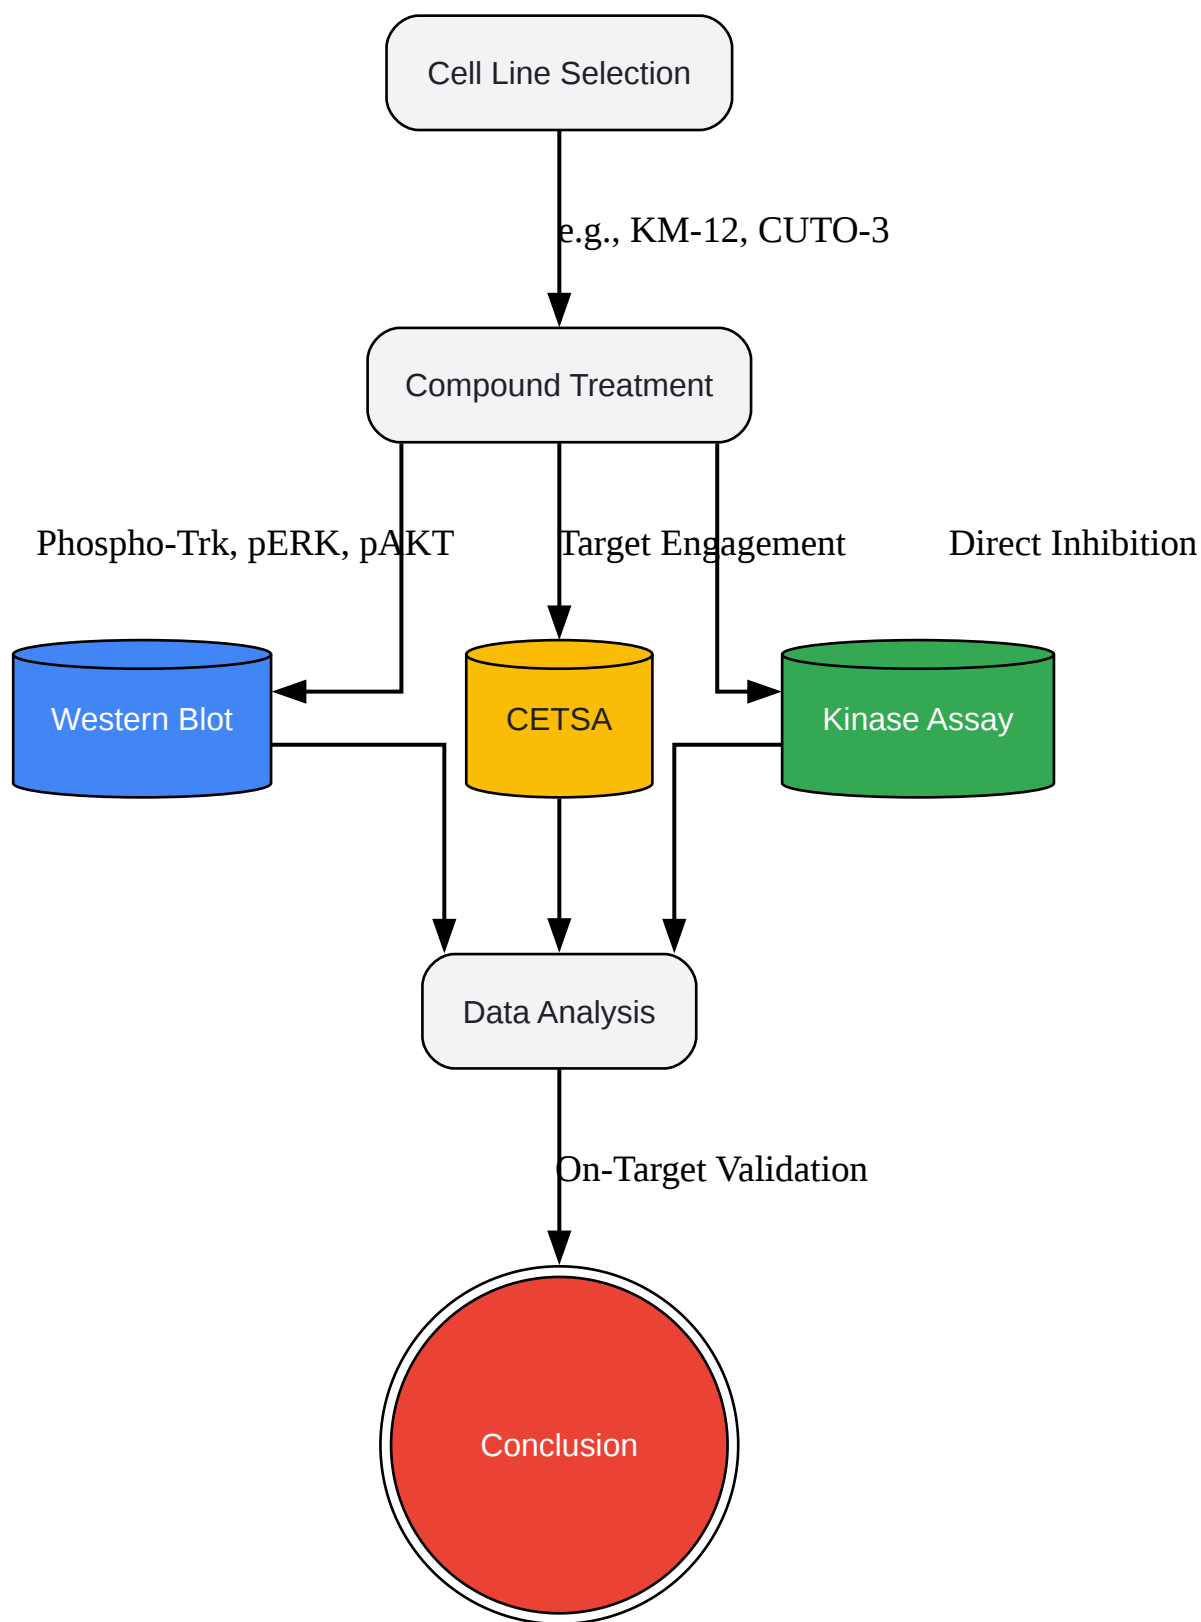 Cell Line Selection
e.g., KM-12, CUTO-3
Compound Treatment
Phospho-Trk, pERK, pAKT
Target Engagement
Direct Inhibition
Western Blot
CETSA
Kinase Assay
Data Analysis
On-Target Validation
Conclusion